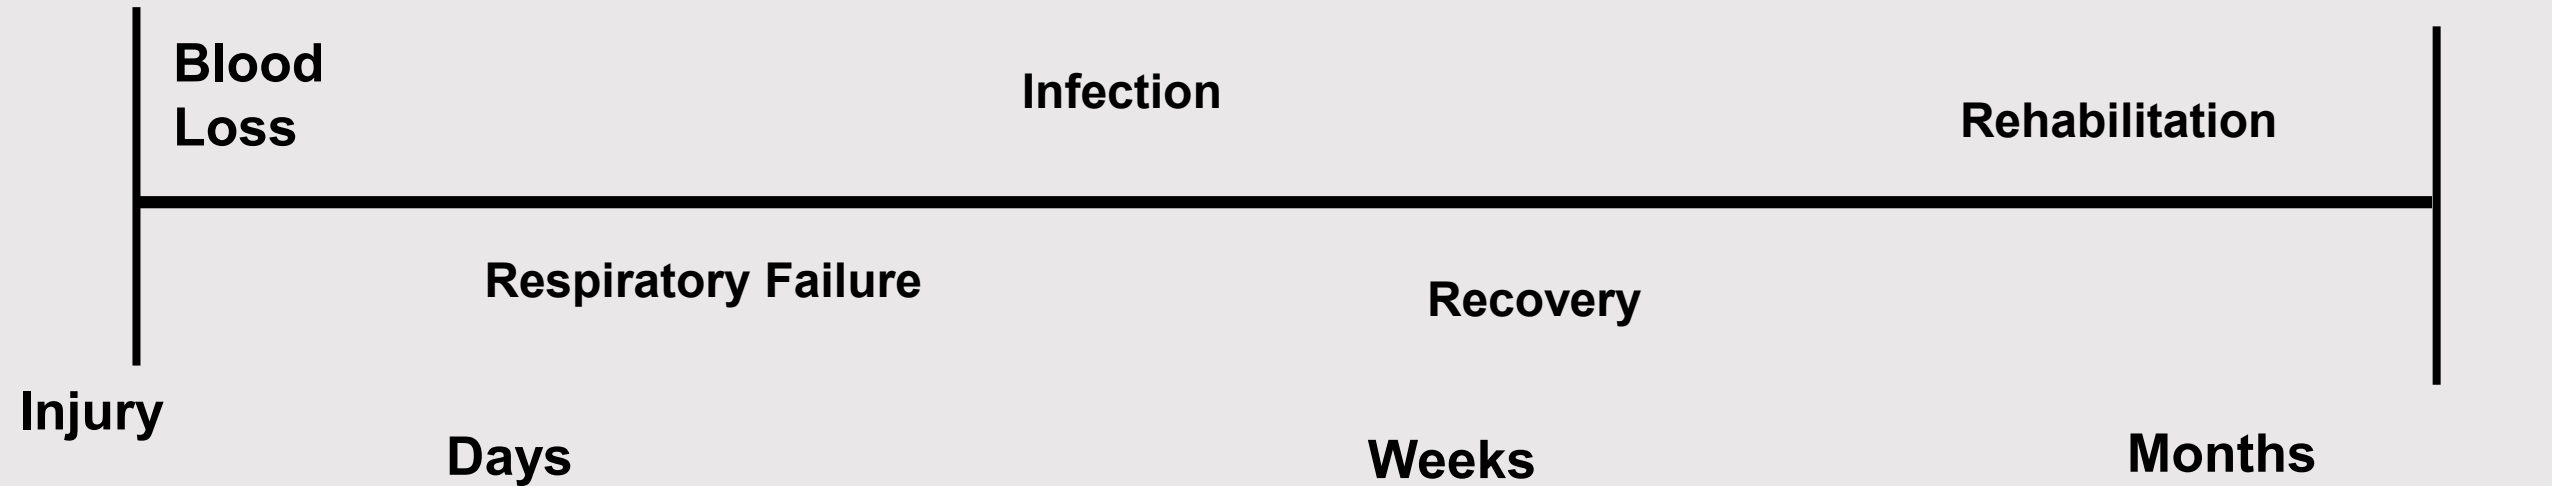 Blood
Loss
Infection
Rehabilitation
Respiratory Failure
Recovery
Injury
Days
Weeks
Months